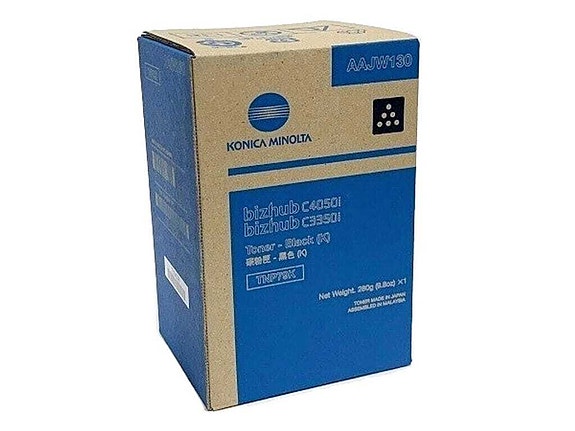 AAJW130
KONICA MINOLTA
bizhub C4050i
bizhub C3350i
Toner - Black (K)
碳粉匣 - 黑色 (K)
TNP79K
Net Weight. 280g (9.8oz) ×1
TONER MADE IN JAPAN
ASSEMBLED IN MALAYSIA